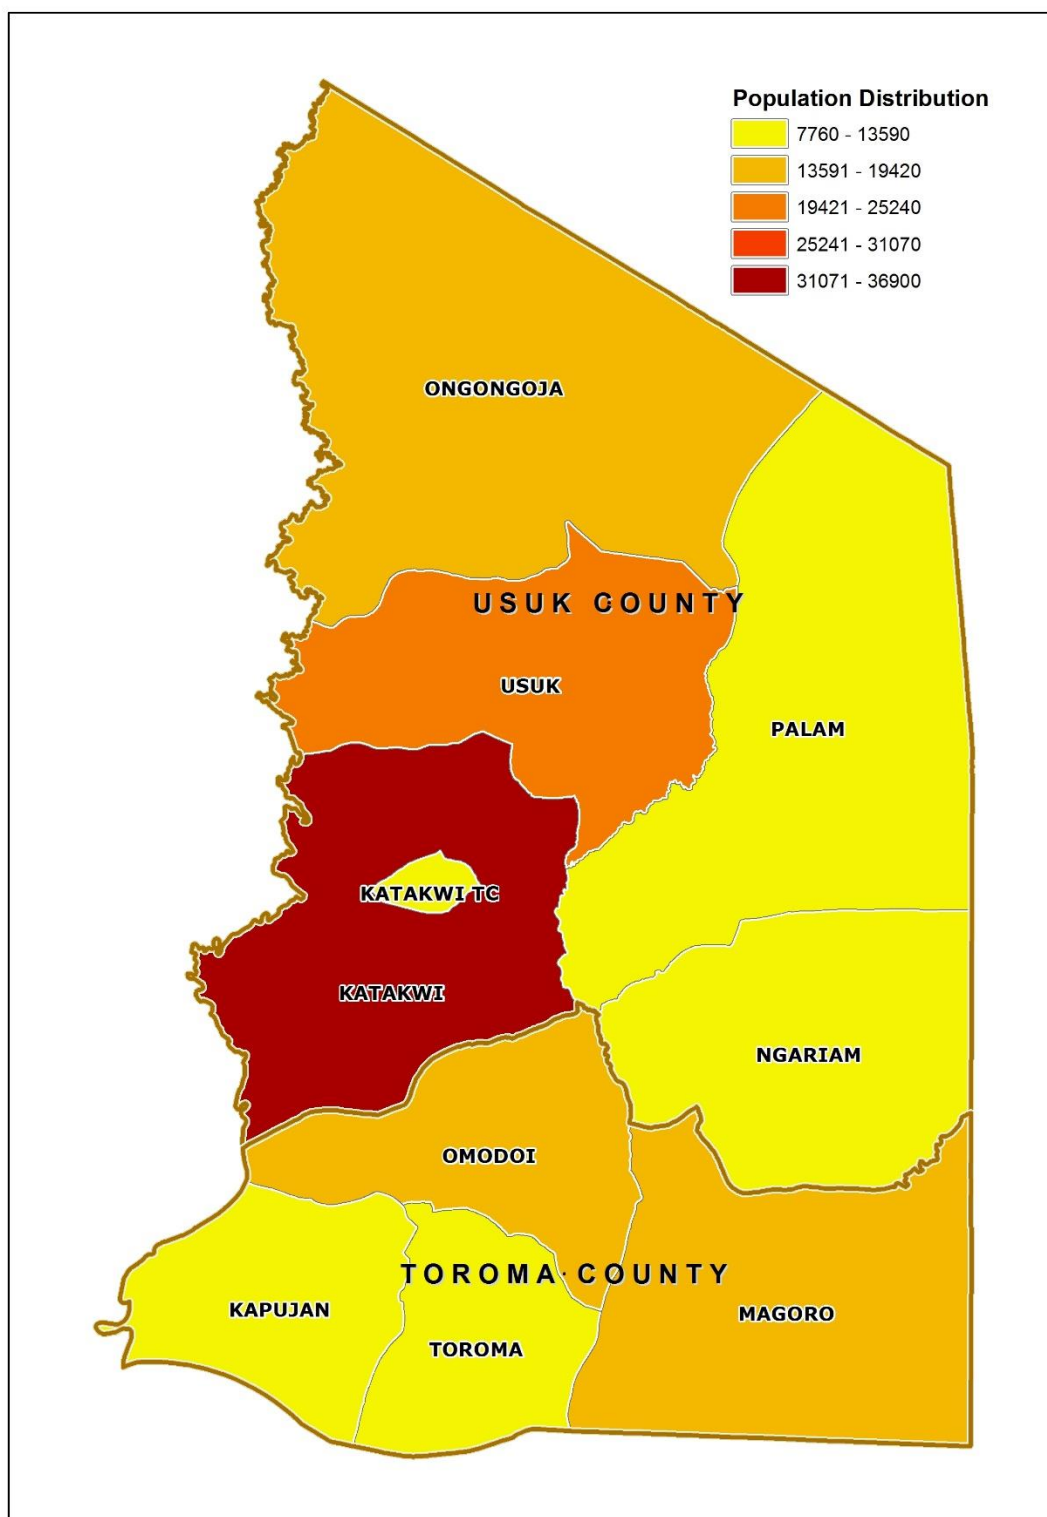 Population Distribution
7760 - 13590
13591 - 19420
19421 - 25240
25241 - 31070
31071 - 36900
ONGONGOJA
USUK COUNTY
USUK
PALAM
KATAKWI TC
KATAKWI
NGARIAM
OMODOI
TOROMA COUNTY
KAPUJAN
MAGORO
TOROMA